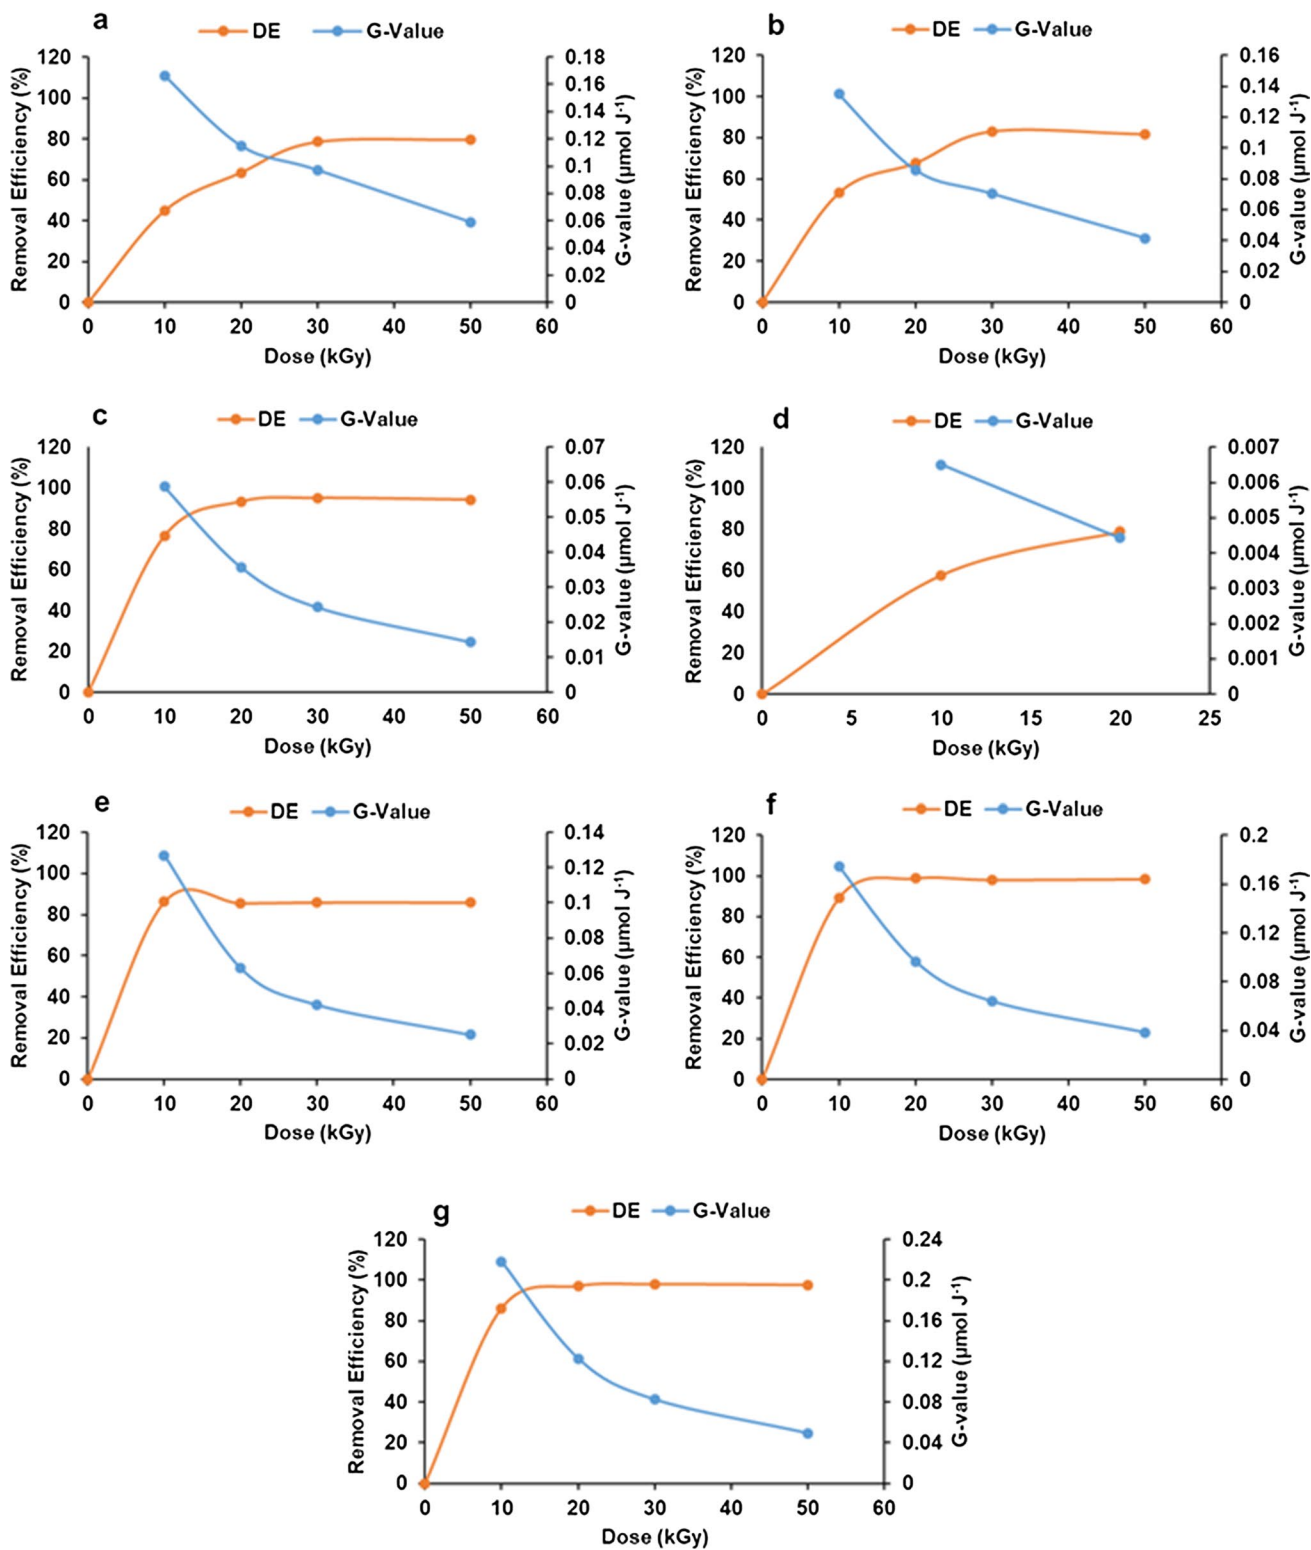 a
DE G-Value
120 100 80 60 40 20 0
Removal Efficiency (%)
0.18 0.16 0.14 0.12 0.1 0.08 0.06 0.04 0.02 0
G-value (µmol J-1)
0 10 20 30 40 50 60
Dose (kGy)
b
DE G-Value
120 100 80 60 40 20 0
Removal Efficiency (%)
0.16 0.14 0.12 0.1 0.08 0.06 0.04 0.02 0
G-value (µmol J-1)
0 10 20 30 40 50 60
Dose (kGy)
c
DE G-Value
120 100 80 60 40 20 0
Removal Efficiency (%)
0.07 0.06 0.05 0.04 0.03 0.02 0.01 0
G-value (µmol J-1)
0 10 20 30 40 50 60
Dose (kGy)
d
DE G-Value
120 100 80 60 40 20 0
Removal Efficiency (%)
0.007 0.006 0.005 0.004 0.003 0.002 0.001 0
G-value (µmol J-1)
0 5 10 15 20 25
Dose (kGy)
e
DE G-Value
120 100 80 60 40 20 0
Removal Efficiency (%)
0.14 0.12 0.1 0.08 0.06 0.04 0.02 0
G-value (µmol J-1)
0 10 20 30 40 50 60
Dose (kGy)
f
DE G-Value
120 100 80 60 40 20 0
Removal Efficiency (%)
0.2 0.16 0.12 0.08 0.04 0
G-value (µmol J-1)
0 10 20 30 40 50 60
Dose (kGy)
g
DE G-Value
120 100 80 60 40 20 0
Removal Efficiency (%)
0.24 0.2 0.16 0.12 0.08 0.04 0
G-value (µmol J-1)
0 10 20 30 40 50 60
Dose (kGy)